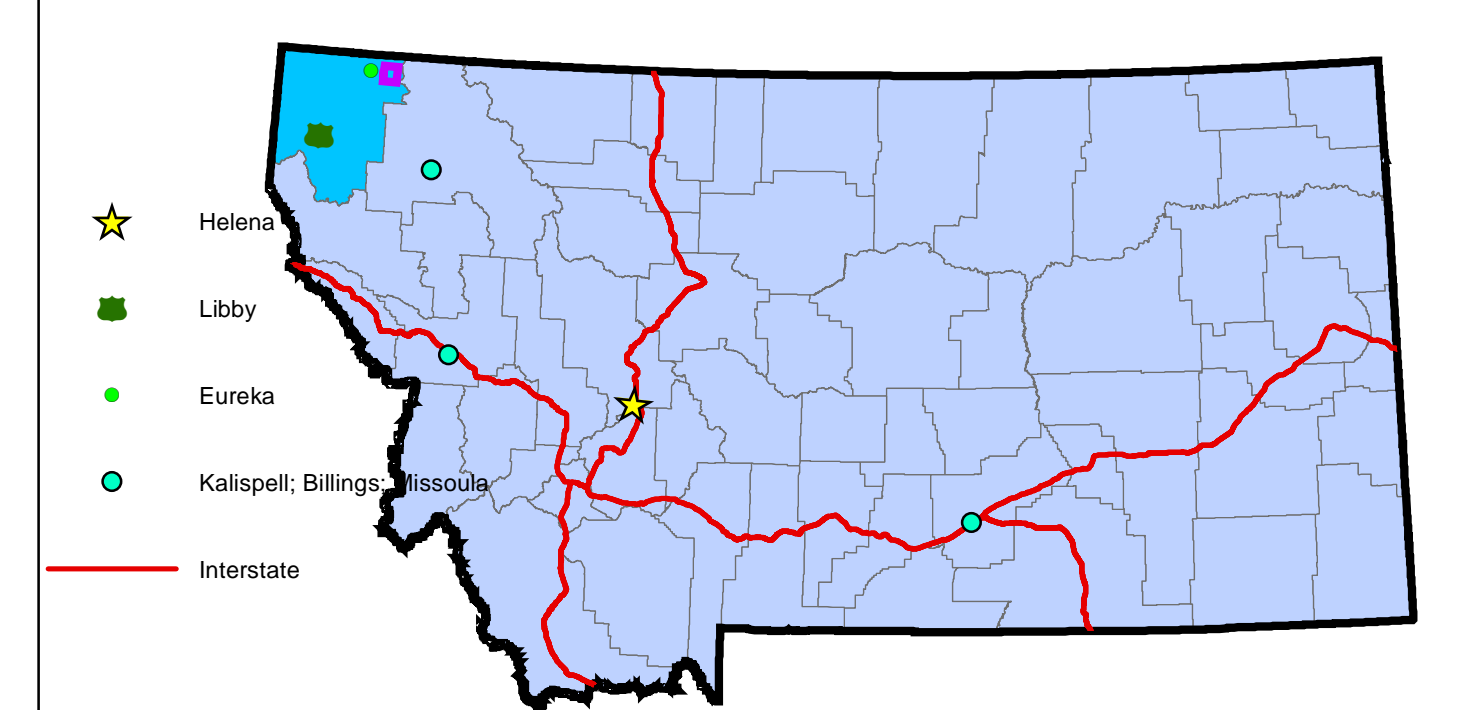 Helena
Libby
Eureka
Kalispell; Billings; Missoula
Interstate